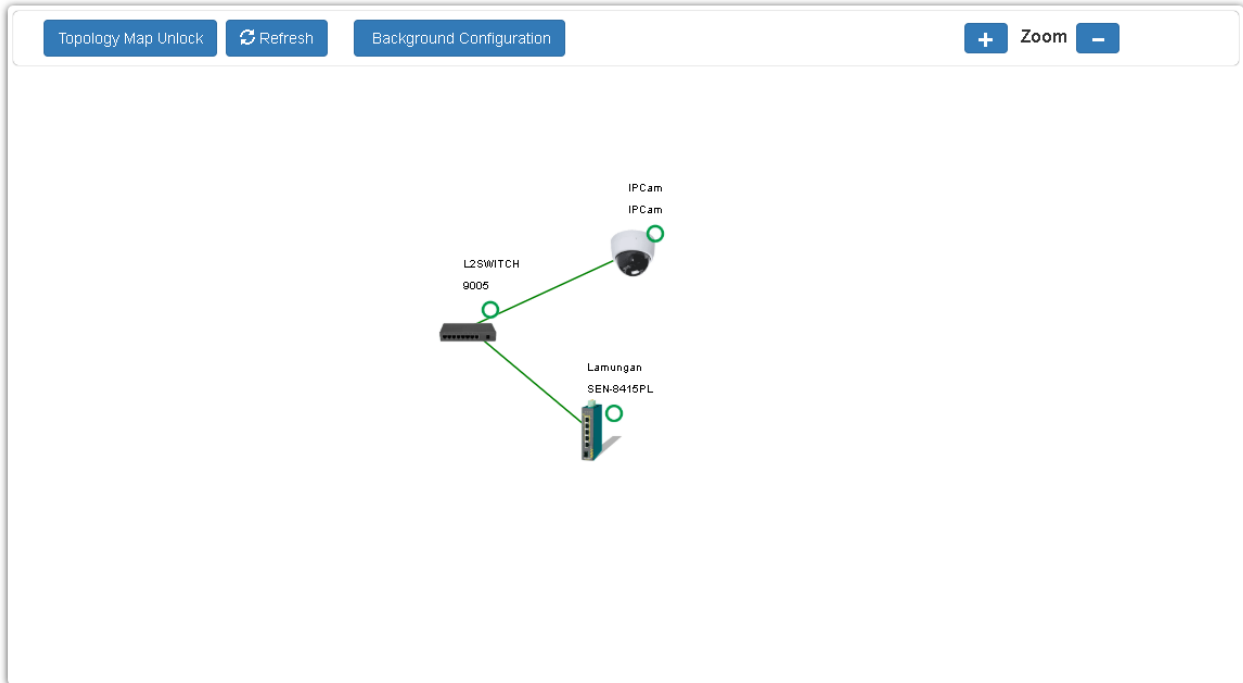 Topology Map Unlock Refresh Background Configuration + Zoom −
IPCam
IPCam
L2SWITCH
9005
Lamungan
SEN-8415PL